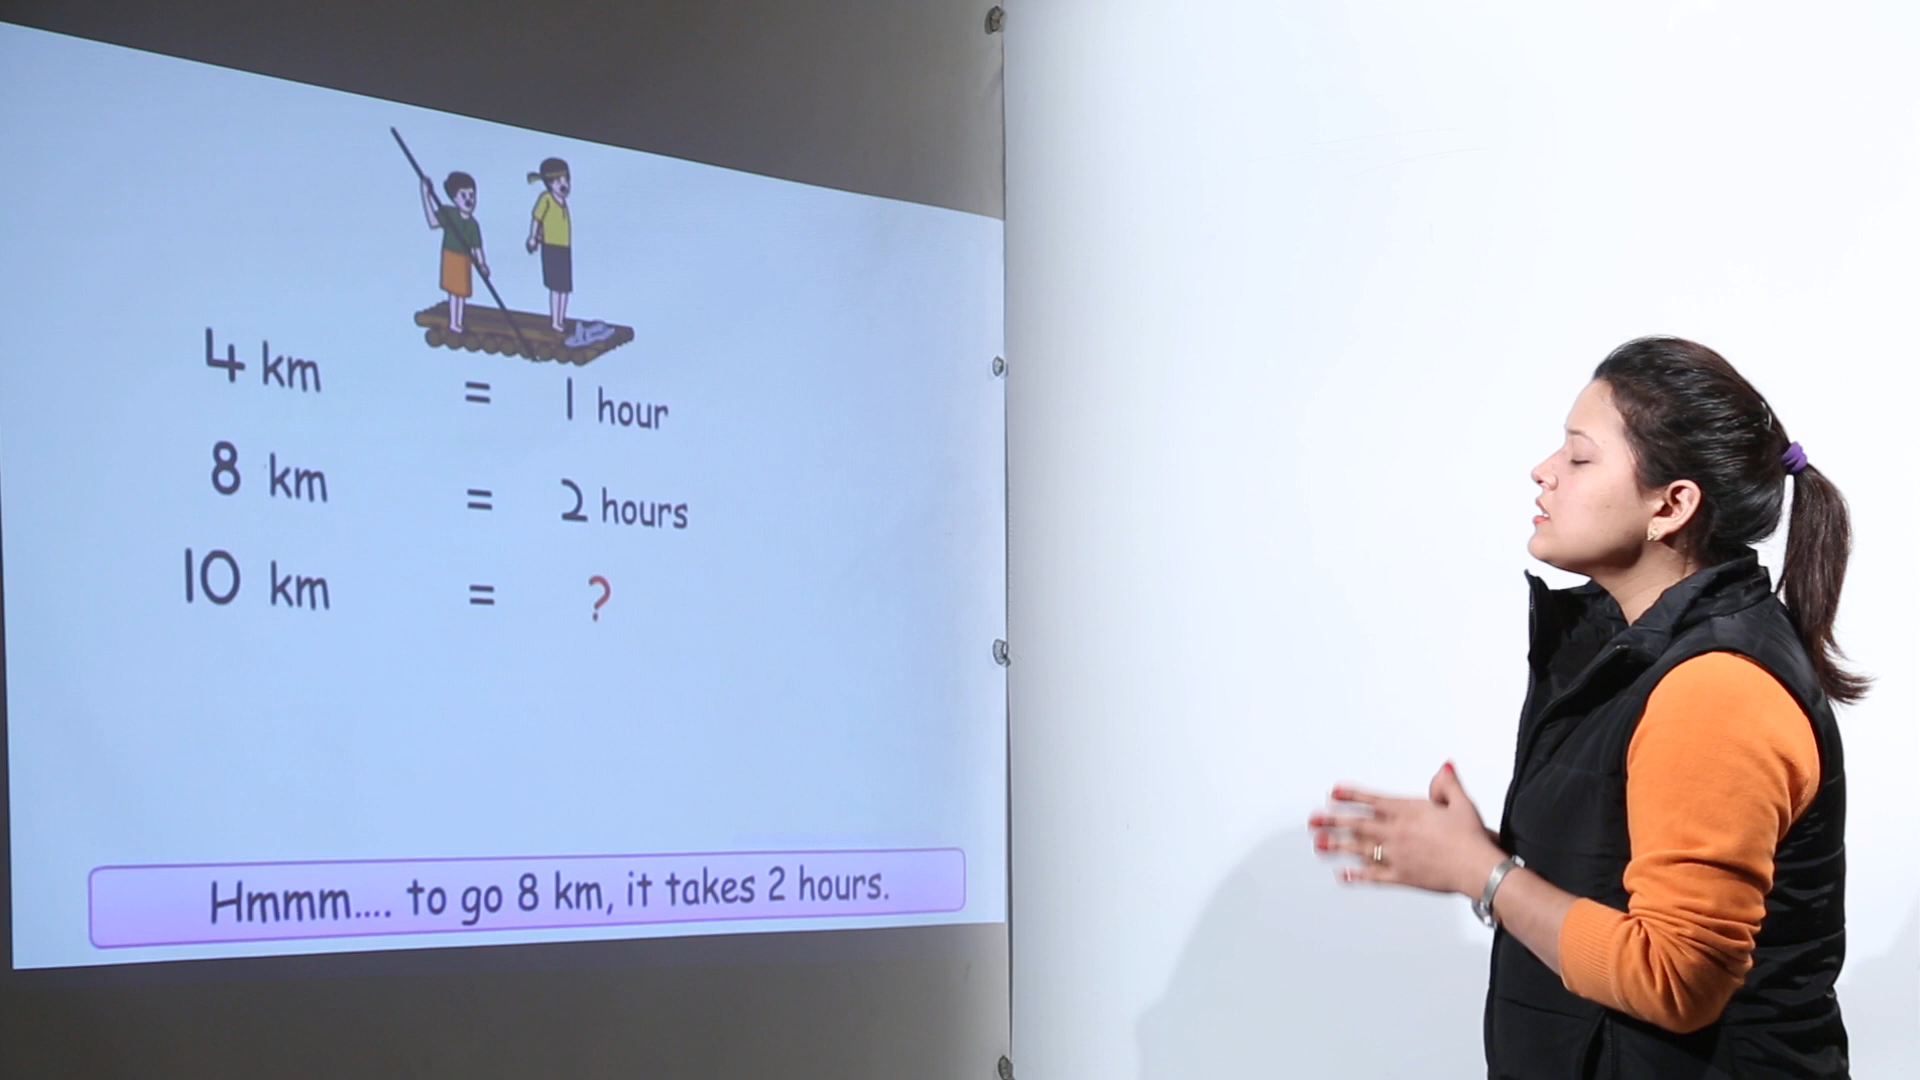 4 km = 1 hour
8 km = 2 hours
10 km = ?
Hmmm.... to go 8 km, it takes 2 hours.